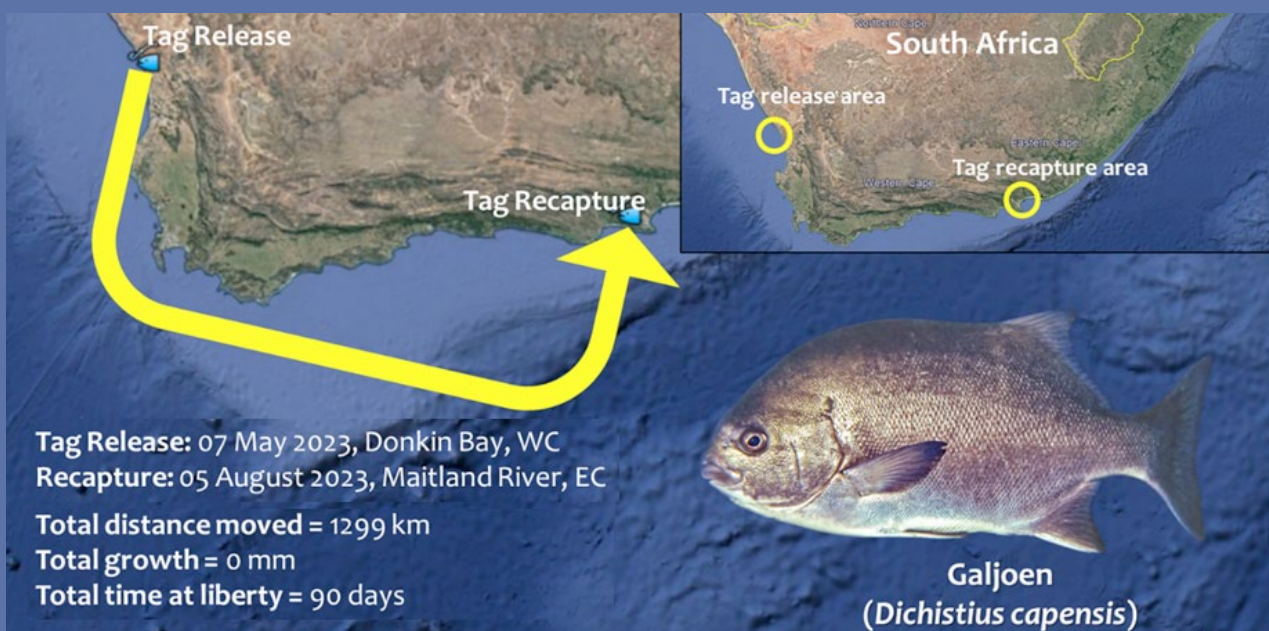 Tag Release
Tag Recapture
Northern Cape
South Africa
Tag release area
Eastern Cape
Tag recapture area
Western Cape
Tag Release: 07 May 2023, Donkin Bay, WC
Recapture: 05 August 2023, Maitland River, EC
Total distance moved = 1299 km
Total growth = 0 mm
Total time at liberty = 90 days
Galjoen
(Dichistius capensis)